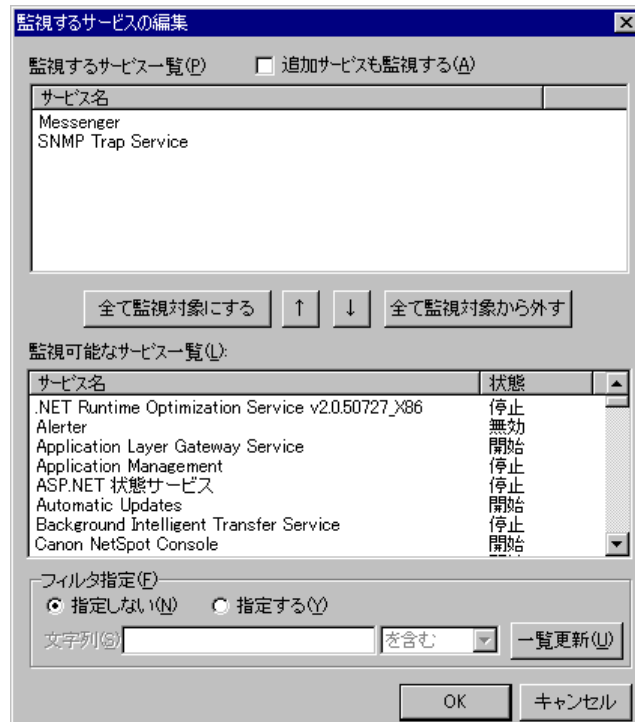 監視するサービスの編集
監視するサービス一覧(P) 追加サービスも監視する(A)
サービス名
Messenger
SNMP Trap Service
全て監視対象にする ↑ ↓ 全て監視対象から外す
監視可能なサービス一覧(L):
サービス名 状態
.NET Runtime Optimization Service v2.0.50727_X86 停止
Alerter 無効
Application Layer Gateway Service 開始
Application Management 停止
ASP.NET 状態サービス 停止
Automatic Updates 開始
Background Intelligent Transfer Service 停止
Canon NetSpot Console 開始
フィルタ指定(F)
指定しない(N) 指定する(Y)
文字列(S) を含む 一覧更新(U)
OK キャンセル